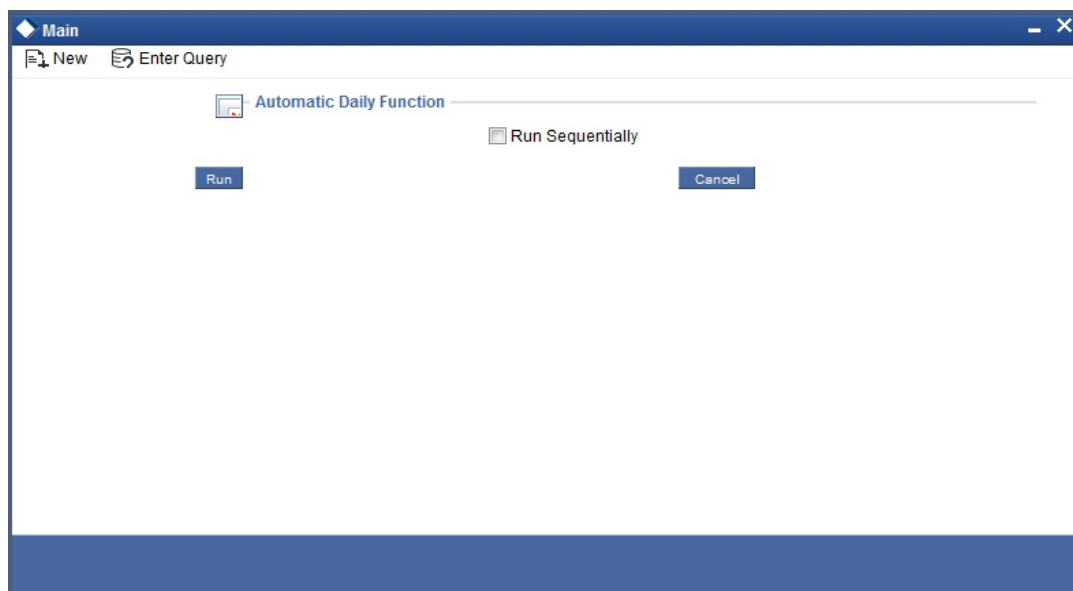 Main
New Enter Query
Automatic Daily Function
Run Sequentially
Run Cancel